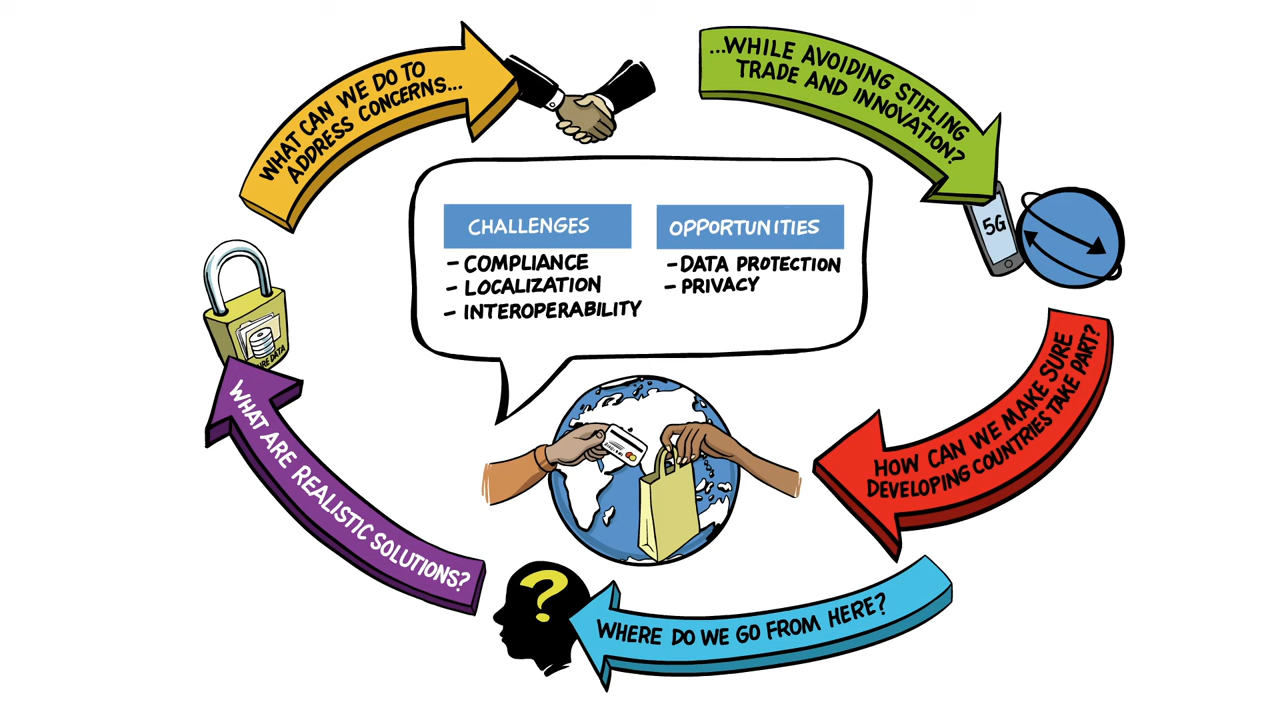 WHAT CAN WE DO TO
ADDRESS CONCERNS...
...WHILE AVOIDING STIFLING
TRADE AND INNOVATION?
5G
CHALLENGES
- COMPLIANCE
- LOCALIZATION
- INTEROPERABILITY
OPPORTUNITIES
- DATA PROTECTION
- PRIVACY
HOW CAN WE MAKE SURE
DEVELOPING COUNTRIES TAKE PART?
WHERE DO WE GO FROM HERE?
?
WHAT ARE REALISTIC SOLUTIONS?
DATA